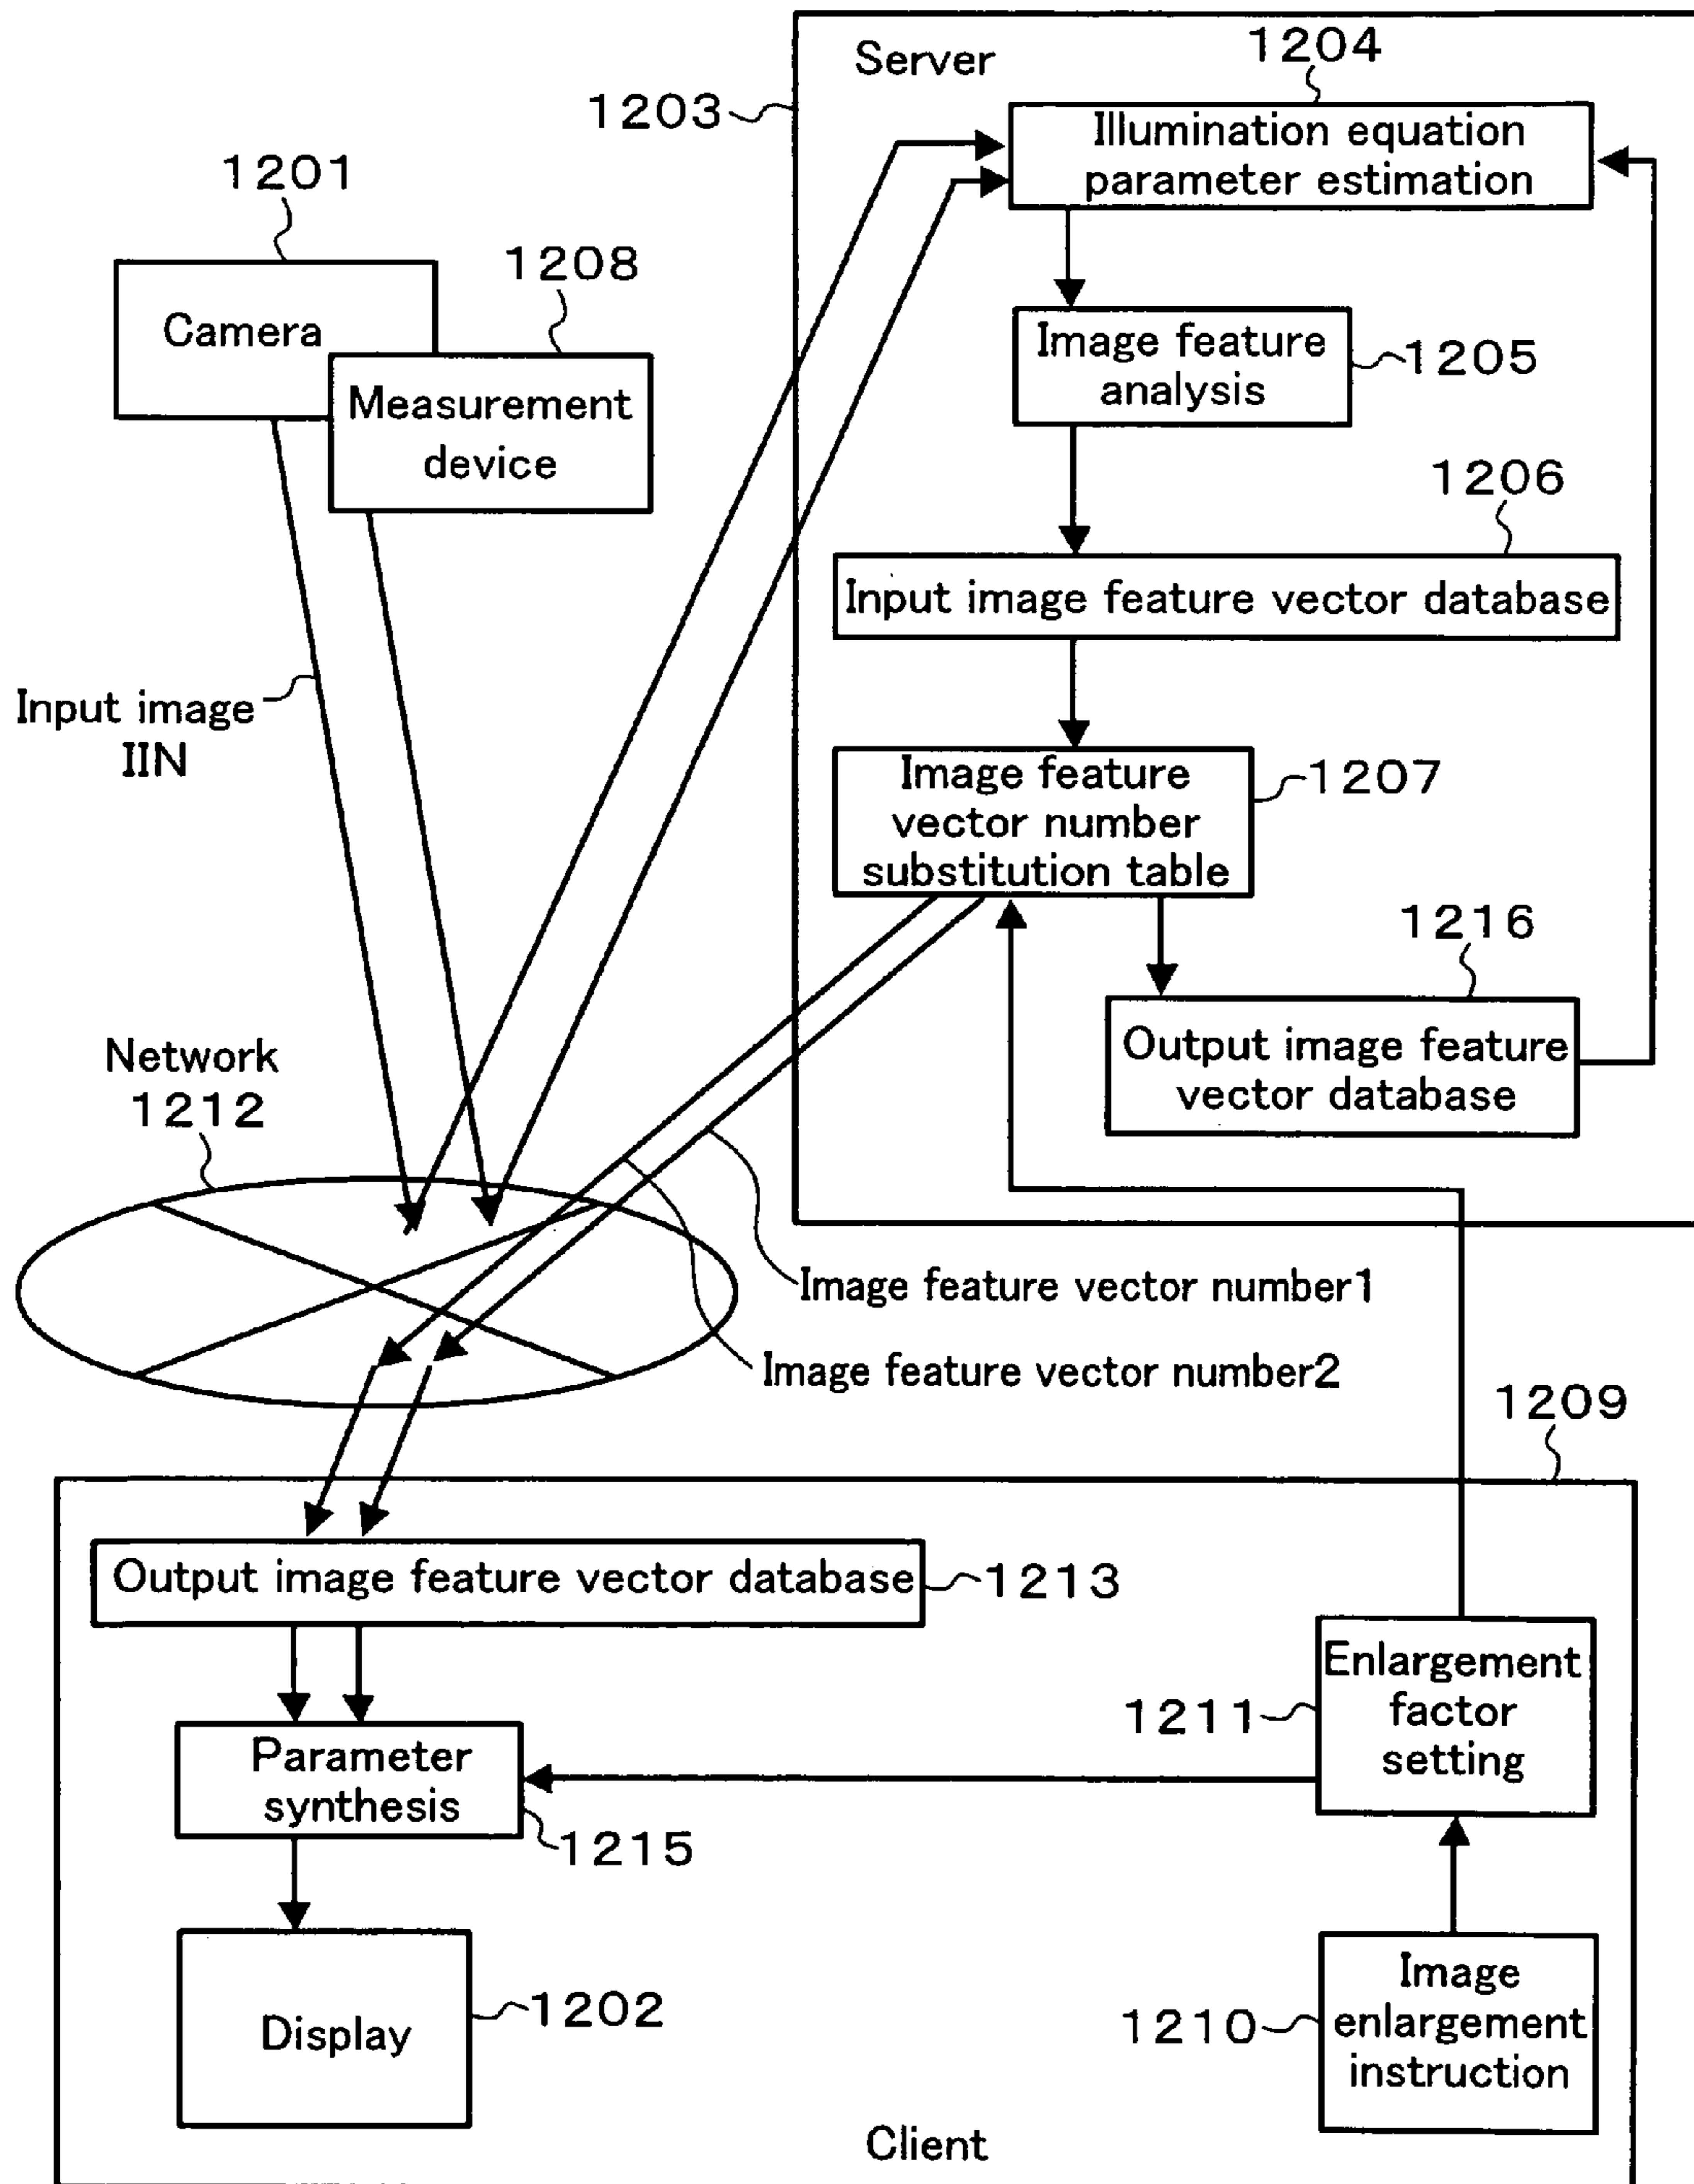 Server
1204
1203
Illumination equation
parameter estimation
1201
1208
Camera
Measurement
device
Image feature
analysis
1205
1206
Input image feature vector database
Input image
IIN
Image feature
vector number
substitution table
1207
1216
Output image feature
vector database
Network
1212
Image feature vector number1
Image feature vector number2
1209
Output image feature vector database
1213
Enlargement
factor
setting
1211
Parameter
synthesis
1215
Display
1202
Image
enlargement
instruction
1210
Client